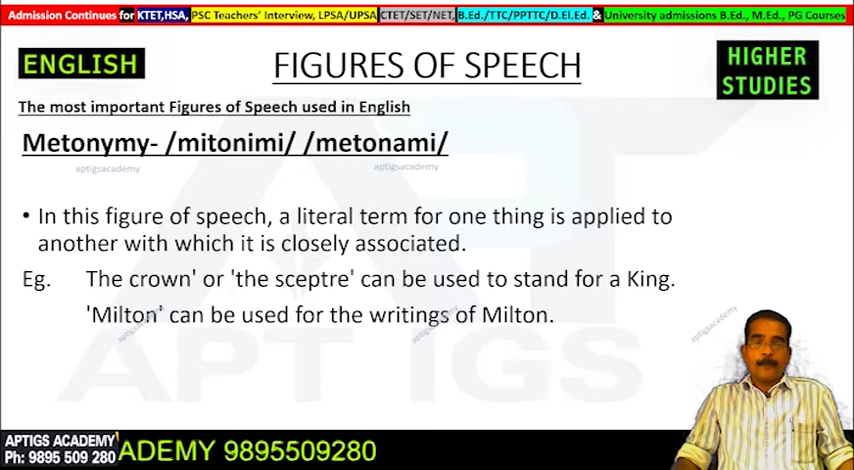 Admission Continues for KTET,HSA, PSC Teachers' Interview, LPSA/UPSA CTET/SET/NET, B.Ed./TTC/PPTTC/D.El.Ed. & University admissions B.Ed., M.Ed., PG Courses
ENGLISH
FIGURES OF SPEECH
HIGHER
STUDIES
The most important Figures of Speech used in English
Metonymy- /mitonimi/ /metonami/
aptigsacademy
aptigsacademy
• In this figure of speech, a literal term for one thing is applied to
another with which it is closely associated.
Eg. The crown' or 'the sceptre' can be used to stand for a King.
'Milton' can be used for the writings of Milton.
aptigsacademy
aptigsacademy
aptigsacademy
APT IGS
APTIGS ACADEMY
Ph: 9895 509 280
ADEMY 9895509280